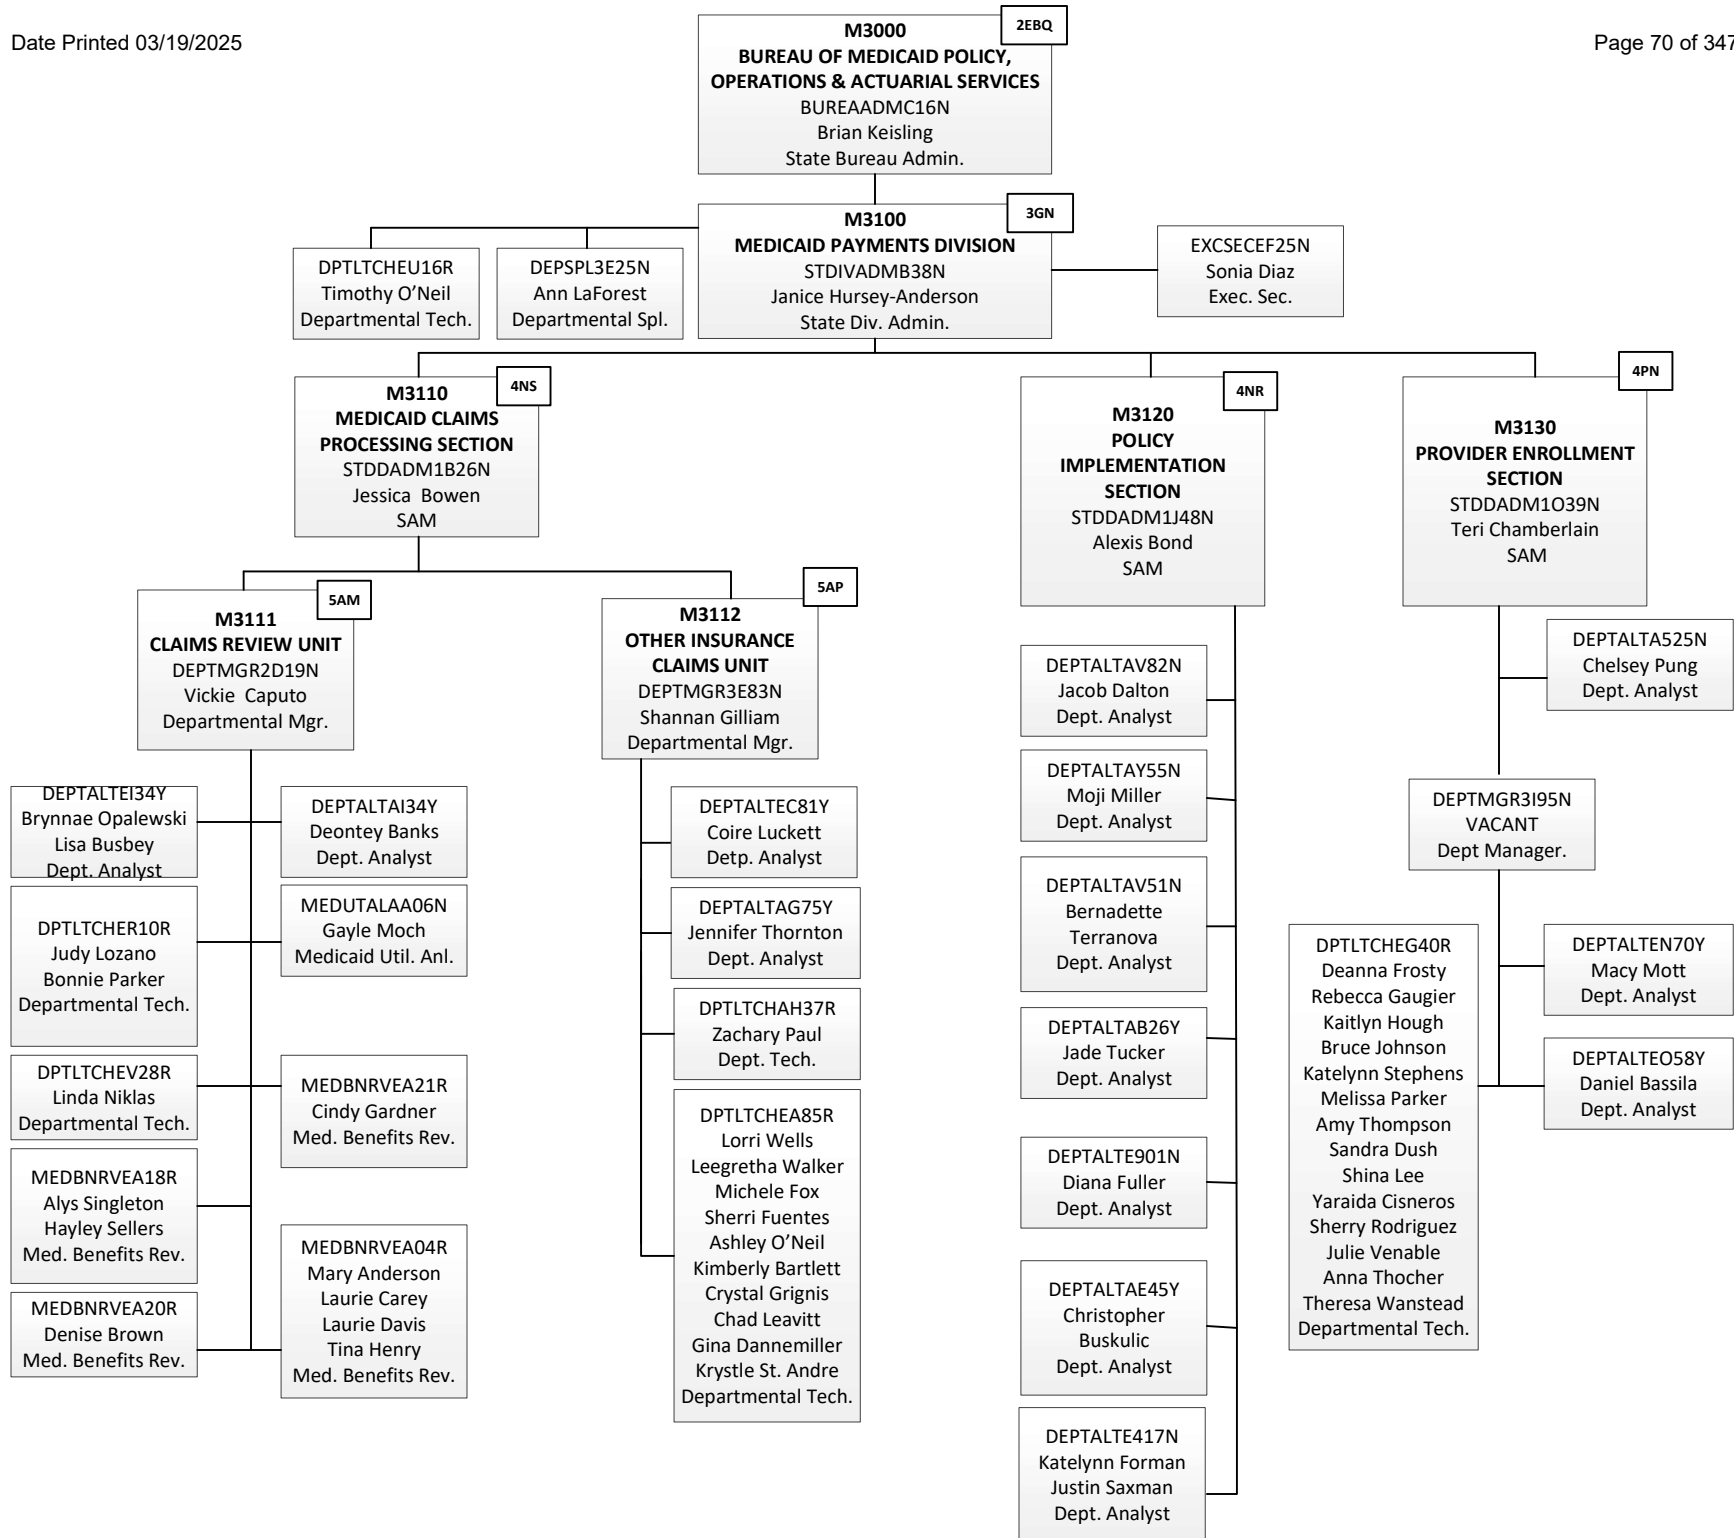 Date Printed 03/19/2025
Page 70 of 347
2EBQ
M3000
BUREAU OF MEDICAID POLICY,
OPERATIONS & ACTUARIAL SERVICES
BUREAADMC16N
Brian Keisling
State Bureau Admin.
3GN
M3100
MEDICAID PAYMENTS DIVISION
STDIVADMB38N
Janice Hursey-Anderson
State Div. Admin.
DPTLTCHEU16R
Timothy O’Neil
Departmental Tech.
DEPSPL3E25N
Ann LaForest
Departmental Spl.
EXCSECEF25N
Sonia Diaz
Exec. Sec.
4NS
M3110
MEDICAID CLAIMS
PROCESSING SECTION
STDDADM1B26N
Jessica  Bowen
SAM
4NR
M3120
POLICY
IMPLEMENTATION
SECTION
STDDADM1J48N
Alexis Bond
SAM
4PN
M3130
PROVIDER ENROLLMENT
SECTION
STDDADM1O39N
Teri Chamberlain
SAM
5AM
M3111
CLAIMS REVIEW UNIT
DEPTMGR2D19N
Vickie  Caputo
Departmental Mgr.
5AP
M3112
OTHER INSURANCE
CLAIMS UNIT
DEPTMGR3E83N
Shannan Gilliam
Departmental Mgr.
DEPTALTEI34Y
Brynnae Opalewski
Lisa Busbey
Dept. Analyst
DEPTALTAI34Y
Deontey Banks
Dept. Analyst
DPTLTCHER10R
Judy Lozano
Bonnie Parker
Departmental Tech.
MEDUTALAA06N
Gayle Moch
Medicaid Util. Anl.
DPTLTCHEV28R
Linda Niklas
Departmental Tech.
MEDBNRVEA21R
Cindy Gardner
Med. Benefits Rev.
MEDBNRVEA18R
Alys Singleton
Hayley Sellers
Med. Benefits Rev.
MEDBNRVEA04R
Mary Anderson
Laurie Carey
Laurie Davis
Tina Henry
Med. Benefits Rev.
MEDBNRVEA20R
Denise Brown
Med. Benefits Rev.
DEPTALTEC81Y
Coire Luckett
Detp. Analyst
DEPTALTAG75Y
Jennifer Thornton
Dept. Analyst
DPTLTCHAH37R
Zachary Paul
Dept. Tech.
DPTLTCHEA85R
Lorri Wells
Leegretha Walker
Michele Fox
Sherri Fuentes
Ashley O’Neil
Kimberly Bartlett
Crystal Grignis
Chad Leavitt
Gina Dannemiller
Krystle St. Andre
Departmental Tech.
DEPTALTAV82N
Jacob Dalton
Dept. Analyst
DEPTALTAY55N
Moji Miller
Dept. Analyst
DEPTALTAV51N
Bernadette
Terranova
Dept. Analyst
DEPTALTAB26Y
Jade Tucker
Dept. Analyst
DEPTALTE901N
Diana Fuller
Dept. Analyst
DEPTALTAE45Y
Christopher
Buskulic
Dept. Analyst
DEPTALTE417N
Katelynn Forman
Justin Saxman
Dept. Analyst
DEPTALTA525N
Chelsey Pung
Dept. Analyst
DEPTMGR3I95N
VACANT
Dept Manager.
DPTLTCHEG40R
Deanna Frosty
Rebecca Gaugier
Kaitlyn Hough
Bruce Johnson
Katelynn Stephens
Melissa Parker
Amy Thompson
Sandra Dush
Shina Lee
Yaraida Cisneros
Sherry Rodriguez
Julie Venable
Anna Thocher
Theresa Wanstead
Departmental Tech.
DEPTALTEN70Y
Macy Mott
Dept. Analyst
DEPTALTEO58Y
Daniel Bassila
Dept. Analyst